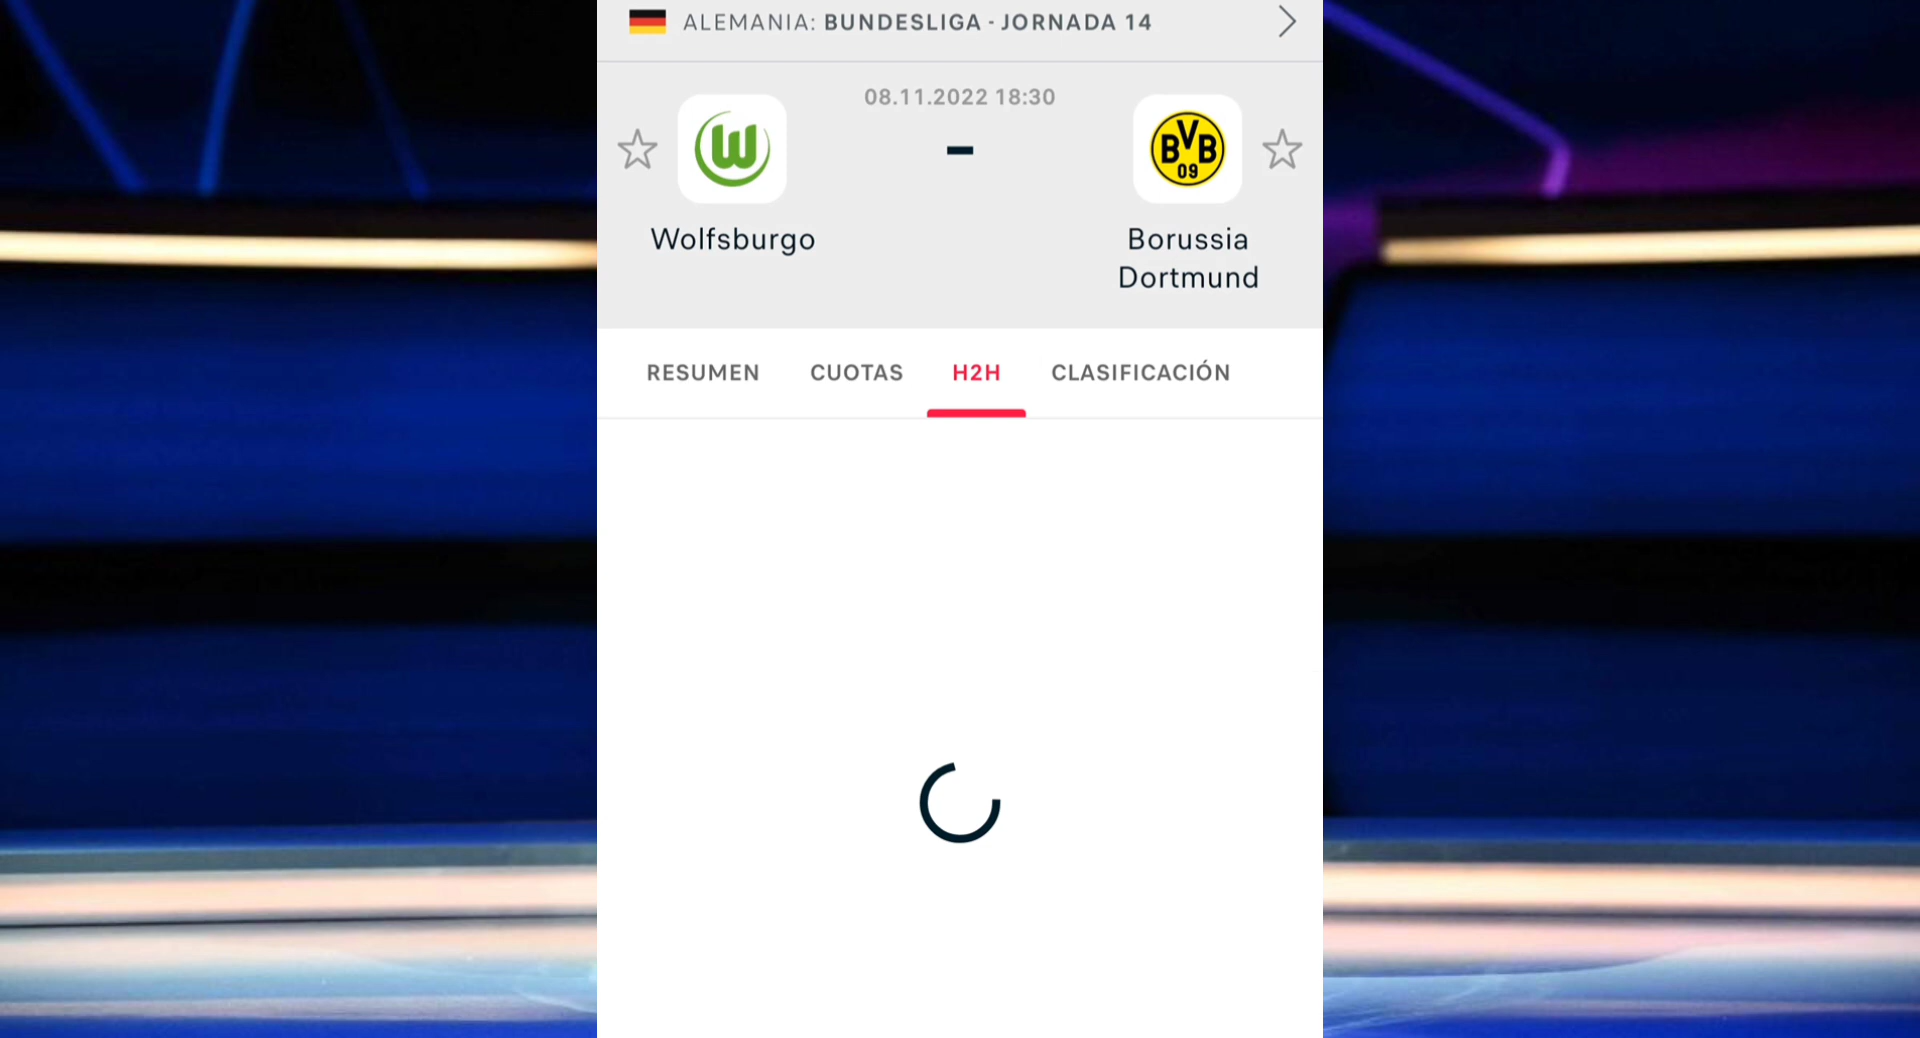 ALEMANIA: BUNDESLIGA - JORNADA 14
08.11.2022 18:30
-
W
BVB
09
Wolfsburgo
Borussia
Dortmund
RESUMEN CUOTAS H2H CLASIFICACIÓN